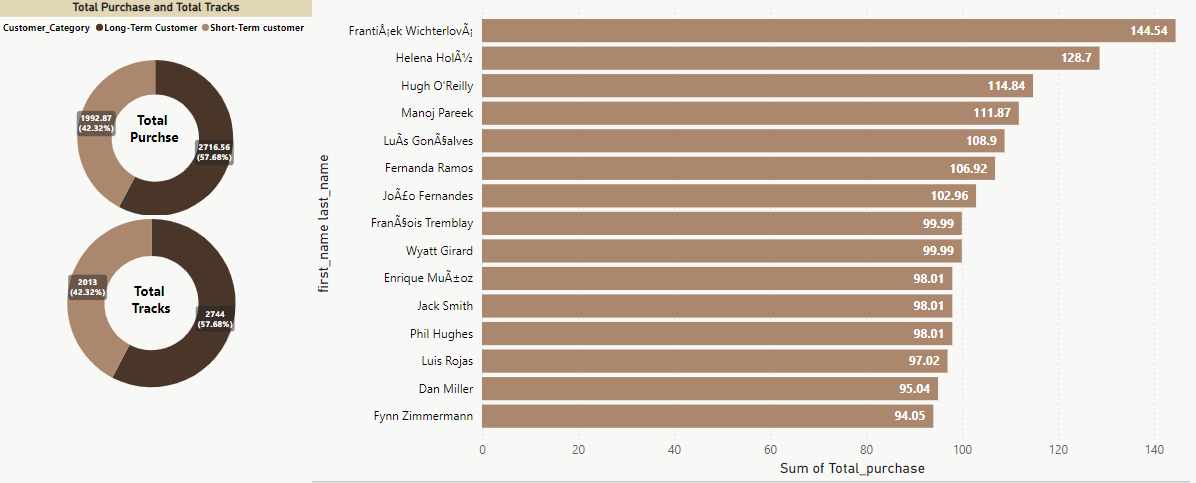 Total Purchase and Total Tracks
Customer_Category Long-Term Customer Short-Term customer
1992.87
(42.32%)
Total
Purchse
2716.56
(57.68%)
2013
(42.32%)
Total
Tracks
2744
(57.68%)
first_name last_name
FrantiÅ¡ek WichterlovÃ¡ 144.54
Helena HolÃ½ 128.7
Hugh O'Reilly 114.84
Manoj Pareek 111.87
LuÃ­s GonÃ§alves 108.9
Fernanda Ramos 106.92
JoÃ£o Fernandes 102.96
FranÃ§ois Tremblay 99.99
Wyatt Girard 99.99
Enrique MuÃ±oz 98.01
Jack Smith 98.01
Phil Hughes 98.01
Luis Rojas 97.02
Dan Miller 95.04
Fynn Zimmermann 94.05
0 20 40 60 80 100 120 140
Sum of Total_purchase